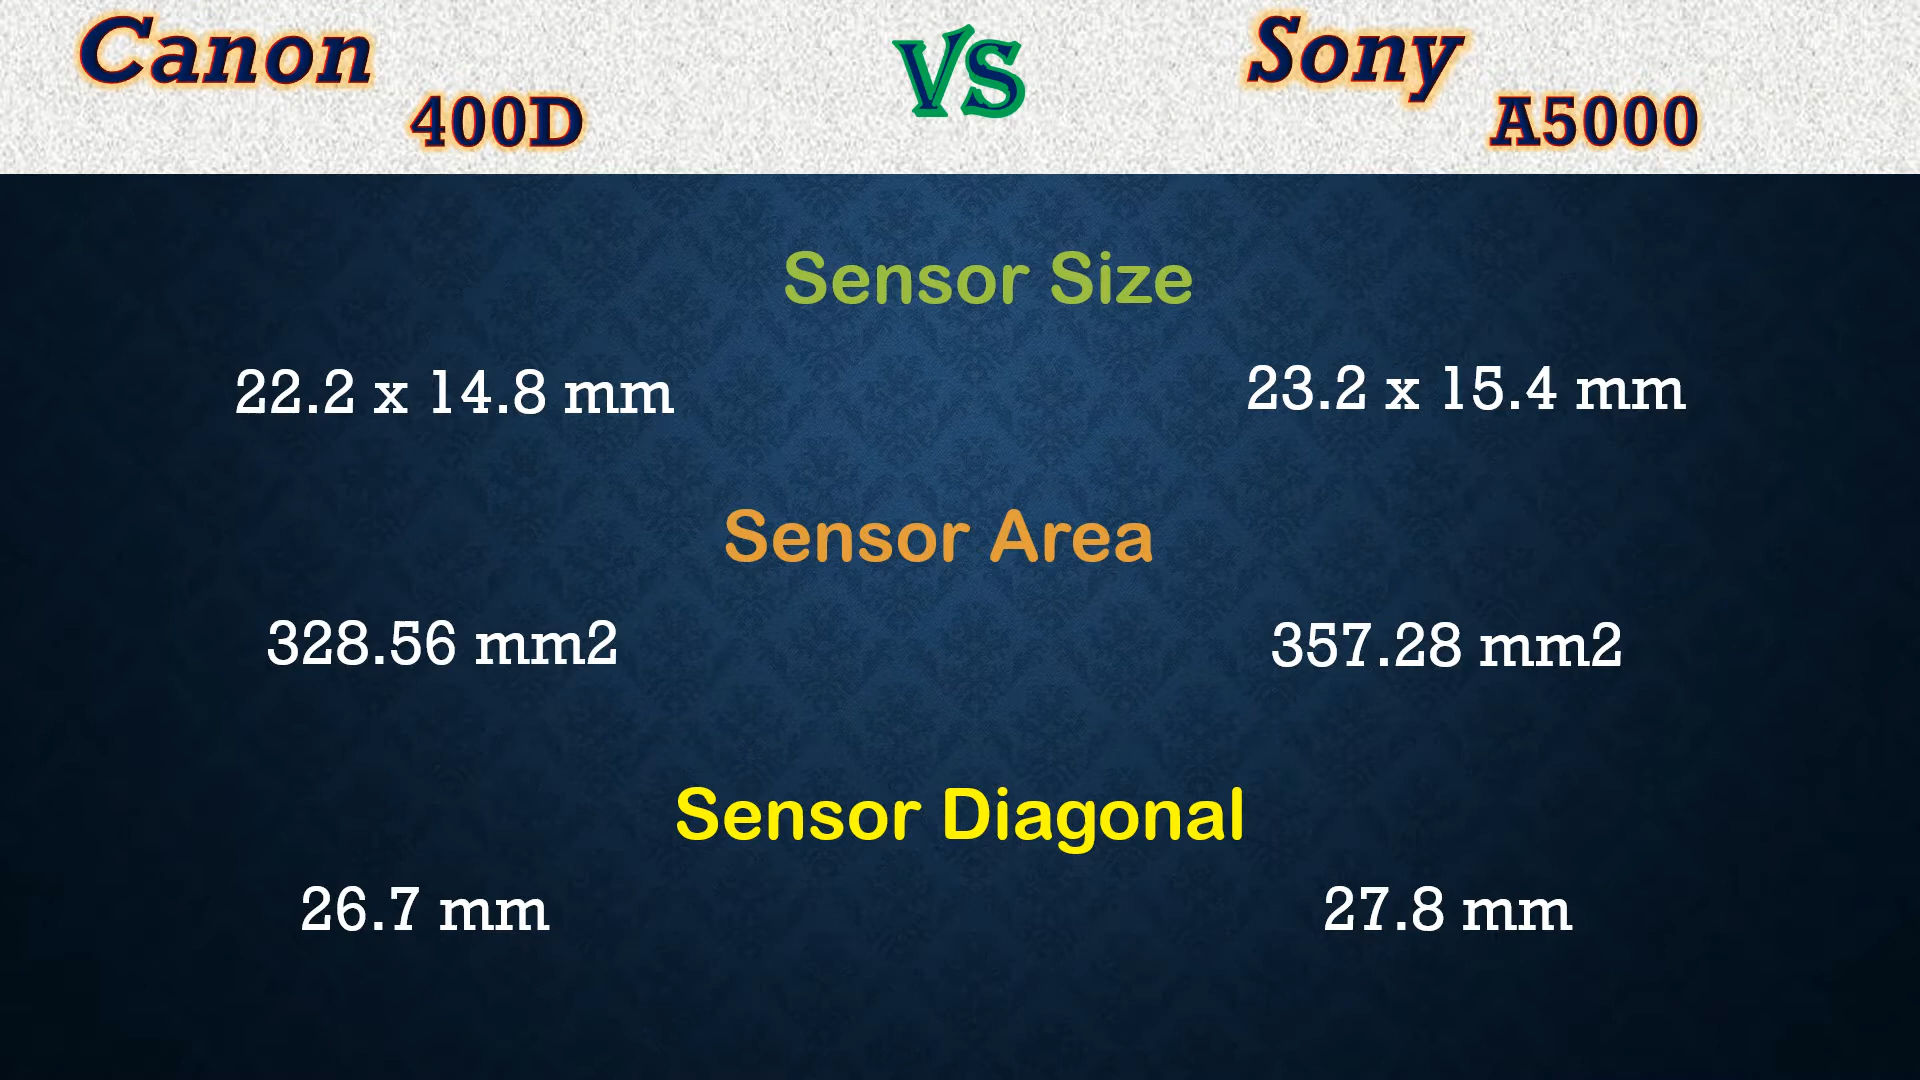 Canon
400D
VS
Sony
A5000
Sensor Size
22.2 x 14.8 mm
23.2 x 15.4 mm
Sensor Area
328.56 mm2
357.28 mm2
Sensor Diagonal
26.7 mm
27.8 mm